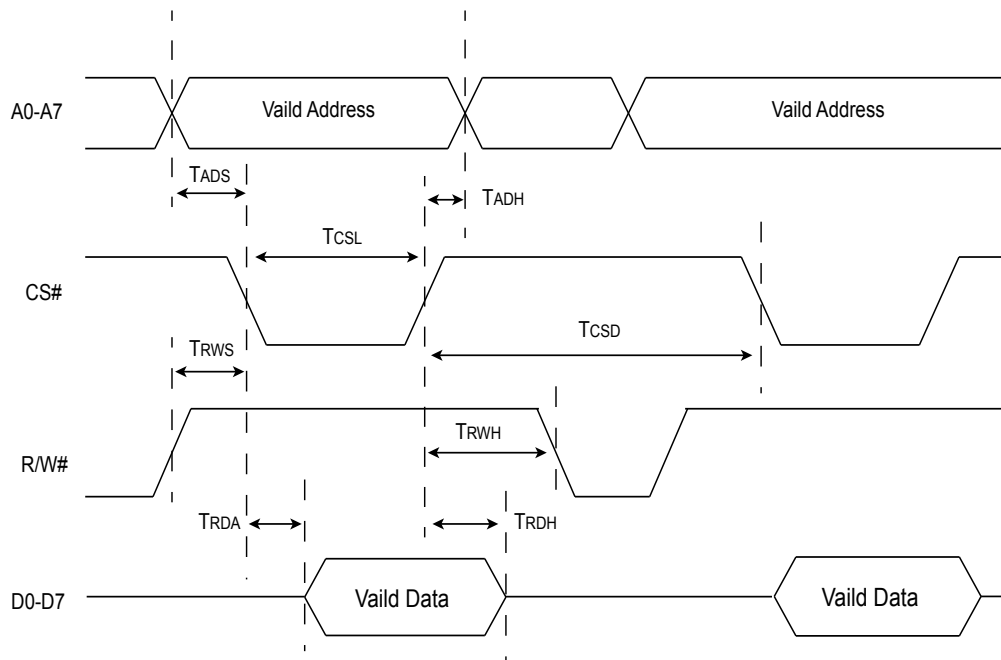 A0-A7
Vaild Address
Vaild Address
TADS
TADH
TCSL
CS#
TCSD
TRWS
TRWH
R/W#
TRDA
TRDH
D0-D7
Vaild Data
Vaild Data